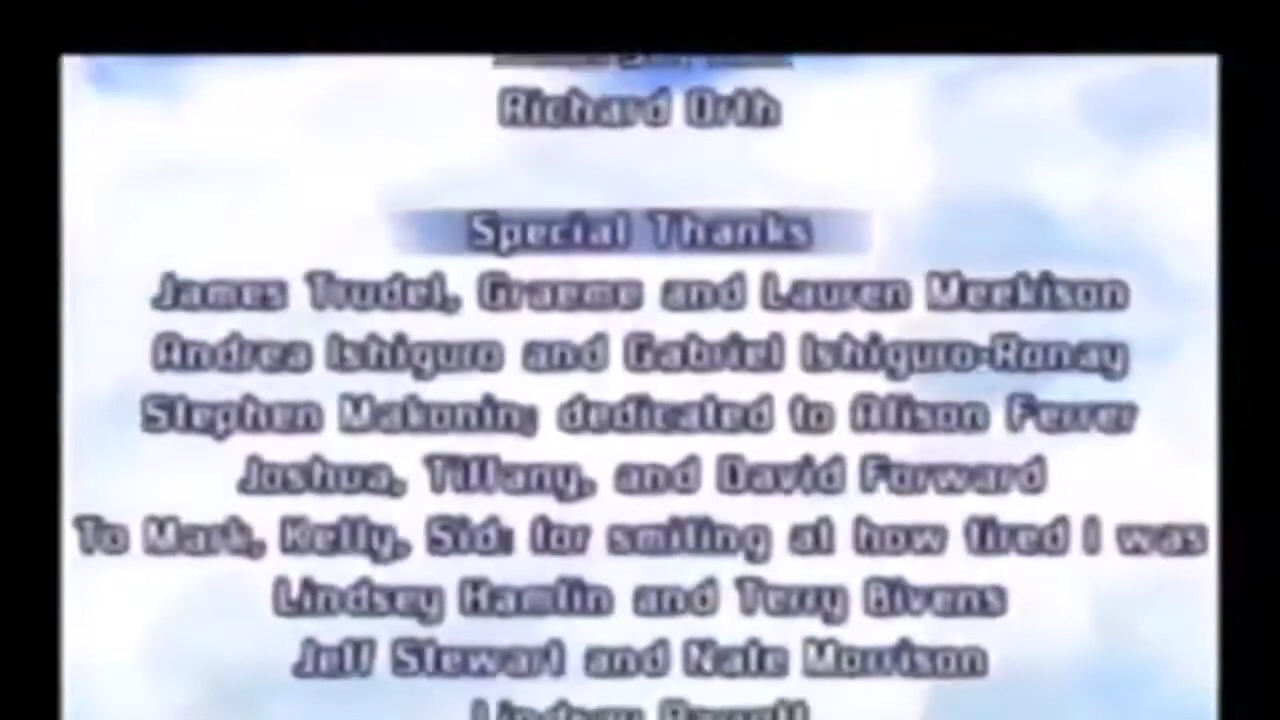 Richard Orth
Special Thanks
James Trudel, Graeme and Lauren Meekison
Andrea Ishiguro and Gabriel Ishiguro-Ronay
Stephen Makonin; dedicated to Alison Ferrer
Joshua, Tiffany, and David Forward
To Mark, Kelly, Sid: for smiling at how tired I was
Lindsey Hamlin and Terry Bivens
Jeff Stewart and Nate Morrison